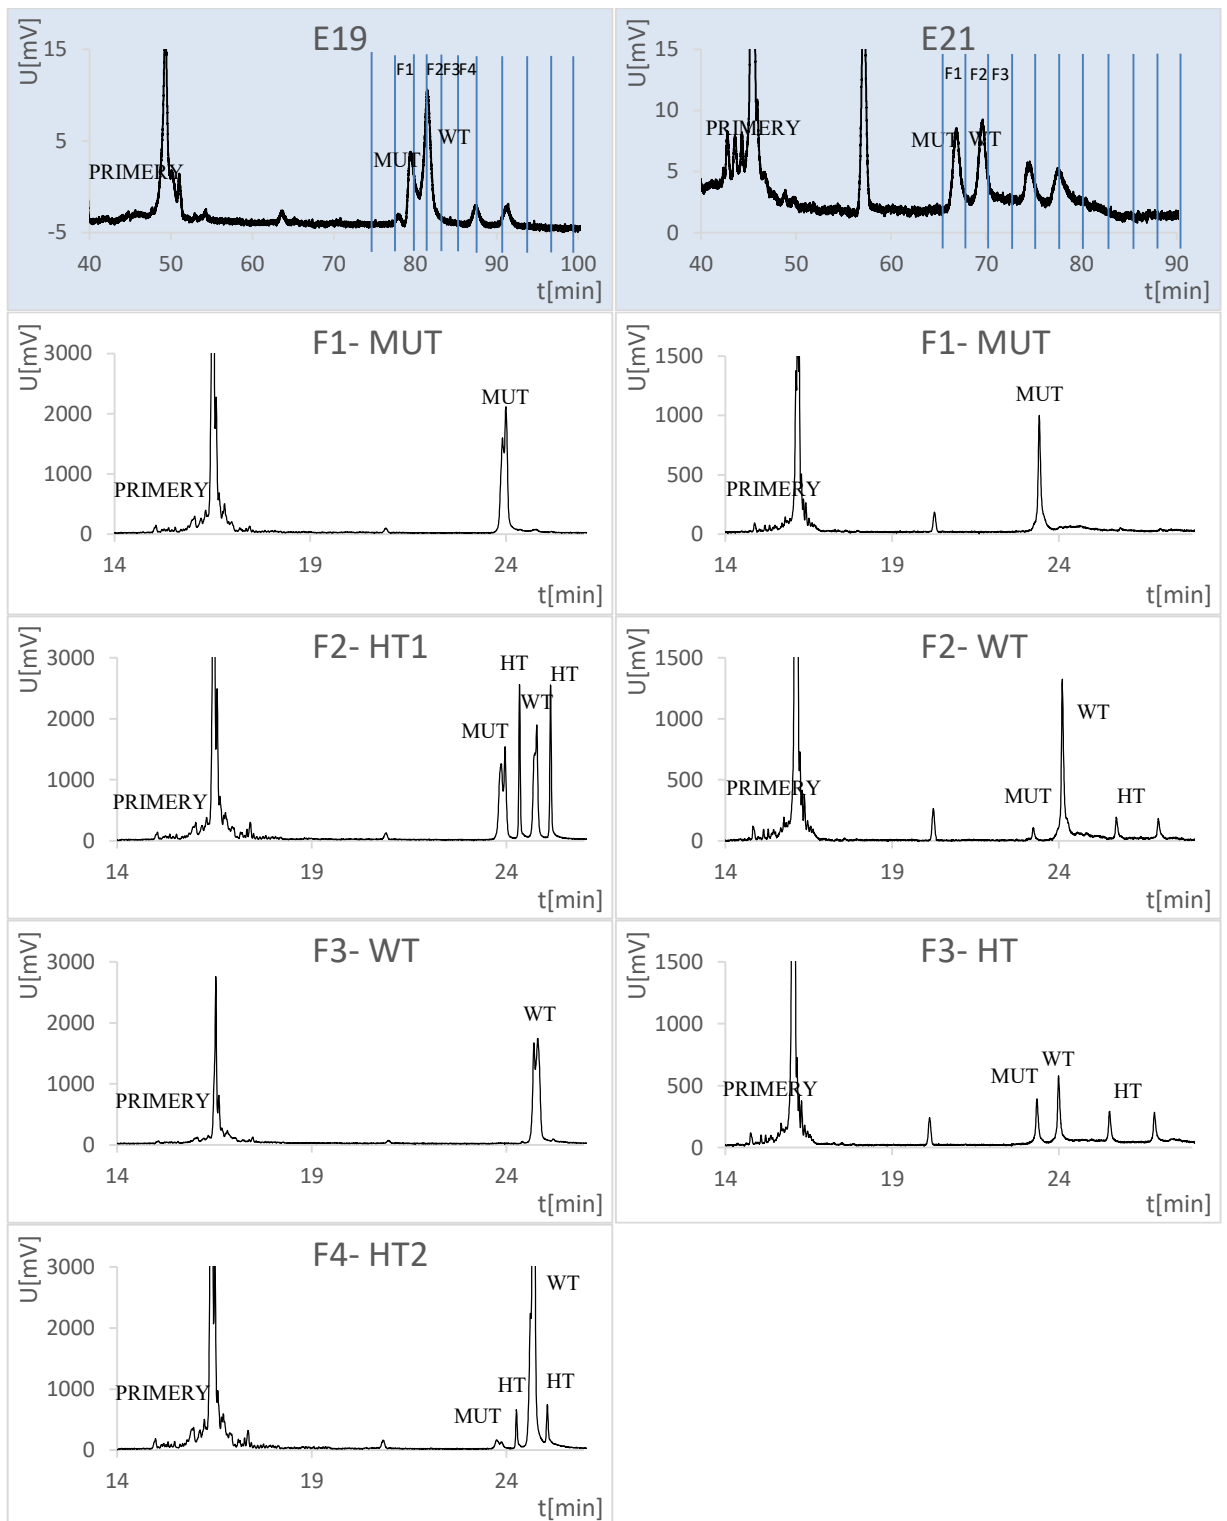 E19
U[mV]
15
5
-5
F1
F2
F3
F4
PRIMERY
MUT
WT
40 50 60 70 80 90 100
t[min]
E21
U[mV]
15
10
5
0
F1
F2
F3
PRIMERY
MUT
WT
40 50 60 70 80 90
t[min]
F1- MUT
U[mV]
3000
2000
1000
0
PRIMERY
MUT
14 19 24
t[min]
F1- MUT
U[mV]
1500
1000
500
0
PRIMERY
MUT
14 19 24
t[min]
F2- HT1
U[mV]
3000
2000
1000
0
PRIMERY
MUT
HT
WT
HT
14 19 24
t[min]
F2- WT
U[mV]
1500
1000
500
0
PRIMERY
MUT
WT
HT
14 19 24
t[min]
F3- WT
U[mV]
3000
2000
1000
0
PRIMERY
WT
14 19 24
t[min]
F3- HT
U[mV]
1500
1000
500
0
PRIMERY
MUT
WT
HT
14 19 24
t[min]
F4- HT2
U[mV]
3000
2000
1000
0
PRIMERY
MUT
HT
WT
HT
14 19 24
t[min]